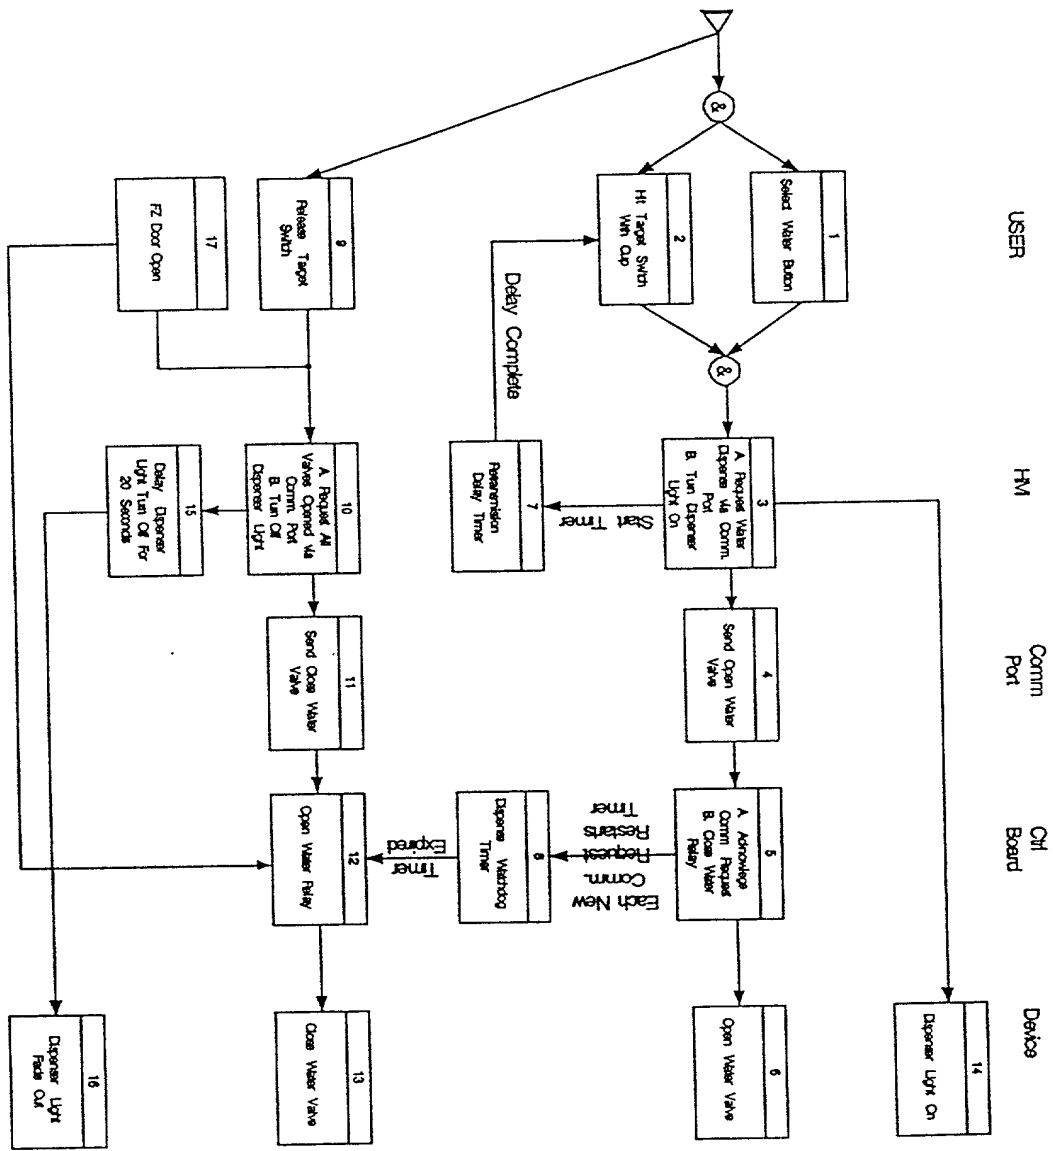 USER
HM
Comm
Port
Ctrl
Board
Device
&
1
Select Water Button
2
Hit Target Switch
With Cup
&
3
A. Request Water
Dispense via Comm.
Port
B. Turn Dispenser
Light On
4
Send Open Water
Valve
5
A. Acknowlege
Comm Request
B. Close Water
Relay
6
Open Water Valve
14
Dispenser Light On
Delay Complete
7
Retransmission
Delay Timer
Start Timer
8
Dispense Watchdog
Timer
Each New
Comm.
Request
Restarts
Timer
Timer
Expired
9
Release Target
Switch
10
A. Request All
Valves Opened via
Comm. Port
B. Turn Off
Dispenser Light
11
Send Close Water
Valve
12
Open Water Relay
13
Close Water Valve
17
FZ Door Open
15
Delay Dispenser
Light Turn Off For
20 Seconds
16
Dispenser Light
Fade Out